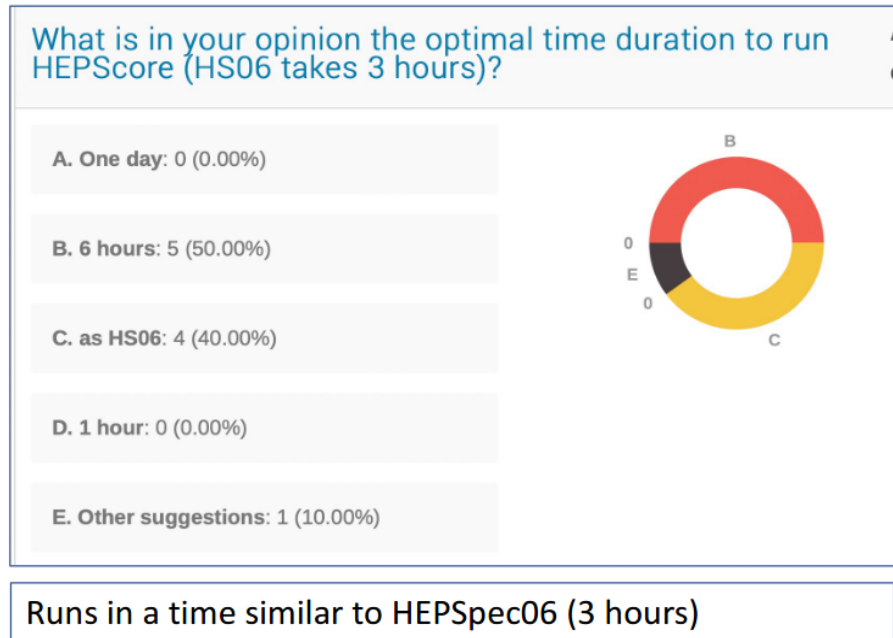 What is in your opinion the optimal time duration to run
HEPScore (HS06 takes 3 hours)?
A. One day: 0 (0.00%)
B. 6 hours: 5 (50.00%)
C. as HS06: 4 (40.00%)
D. 1 hour: 0 (0.00%)
E. Other suggestions: 1 (10.00%)
B
0
E
0
C
Runs in a time similar to HEPSpec06 (3 hours)